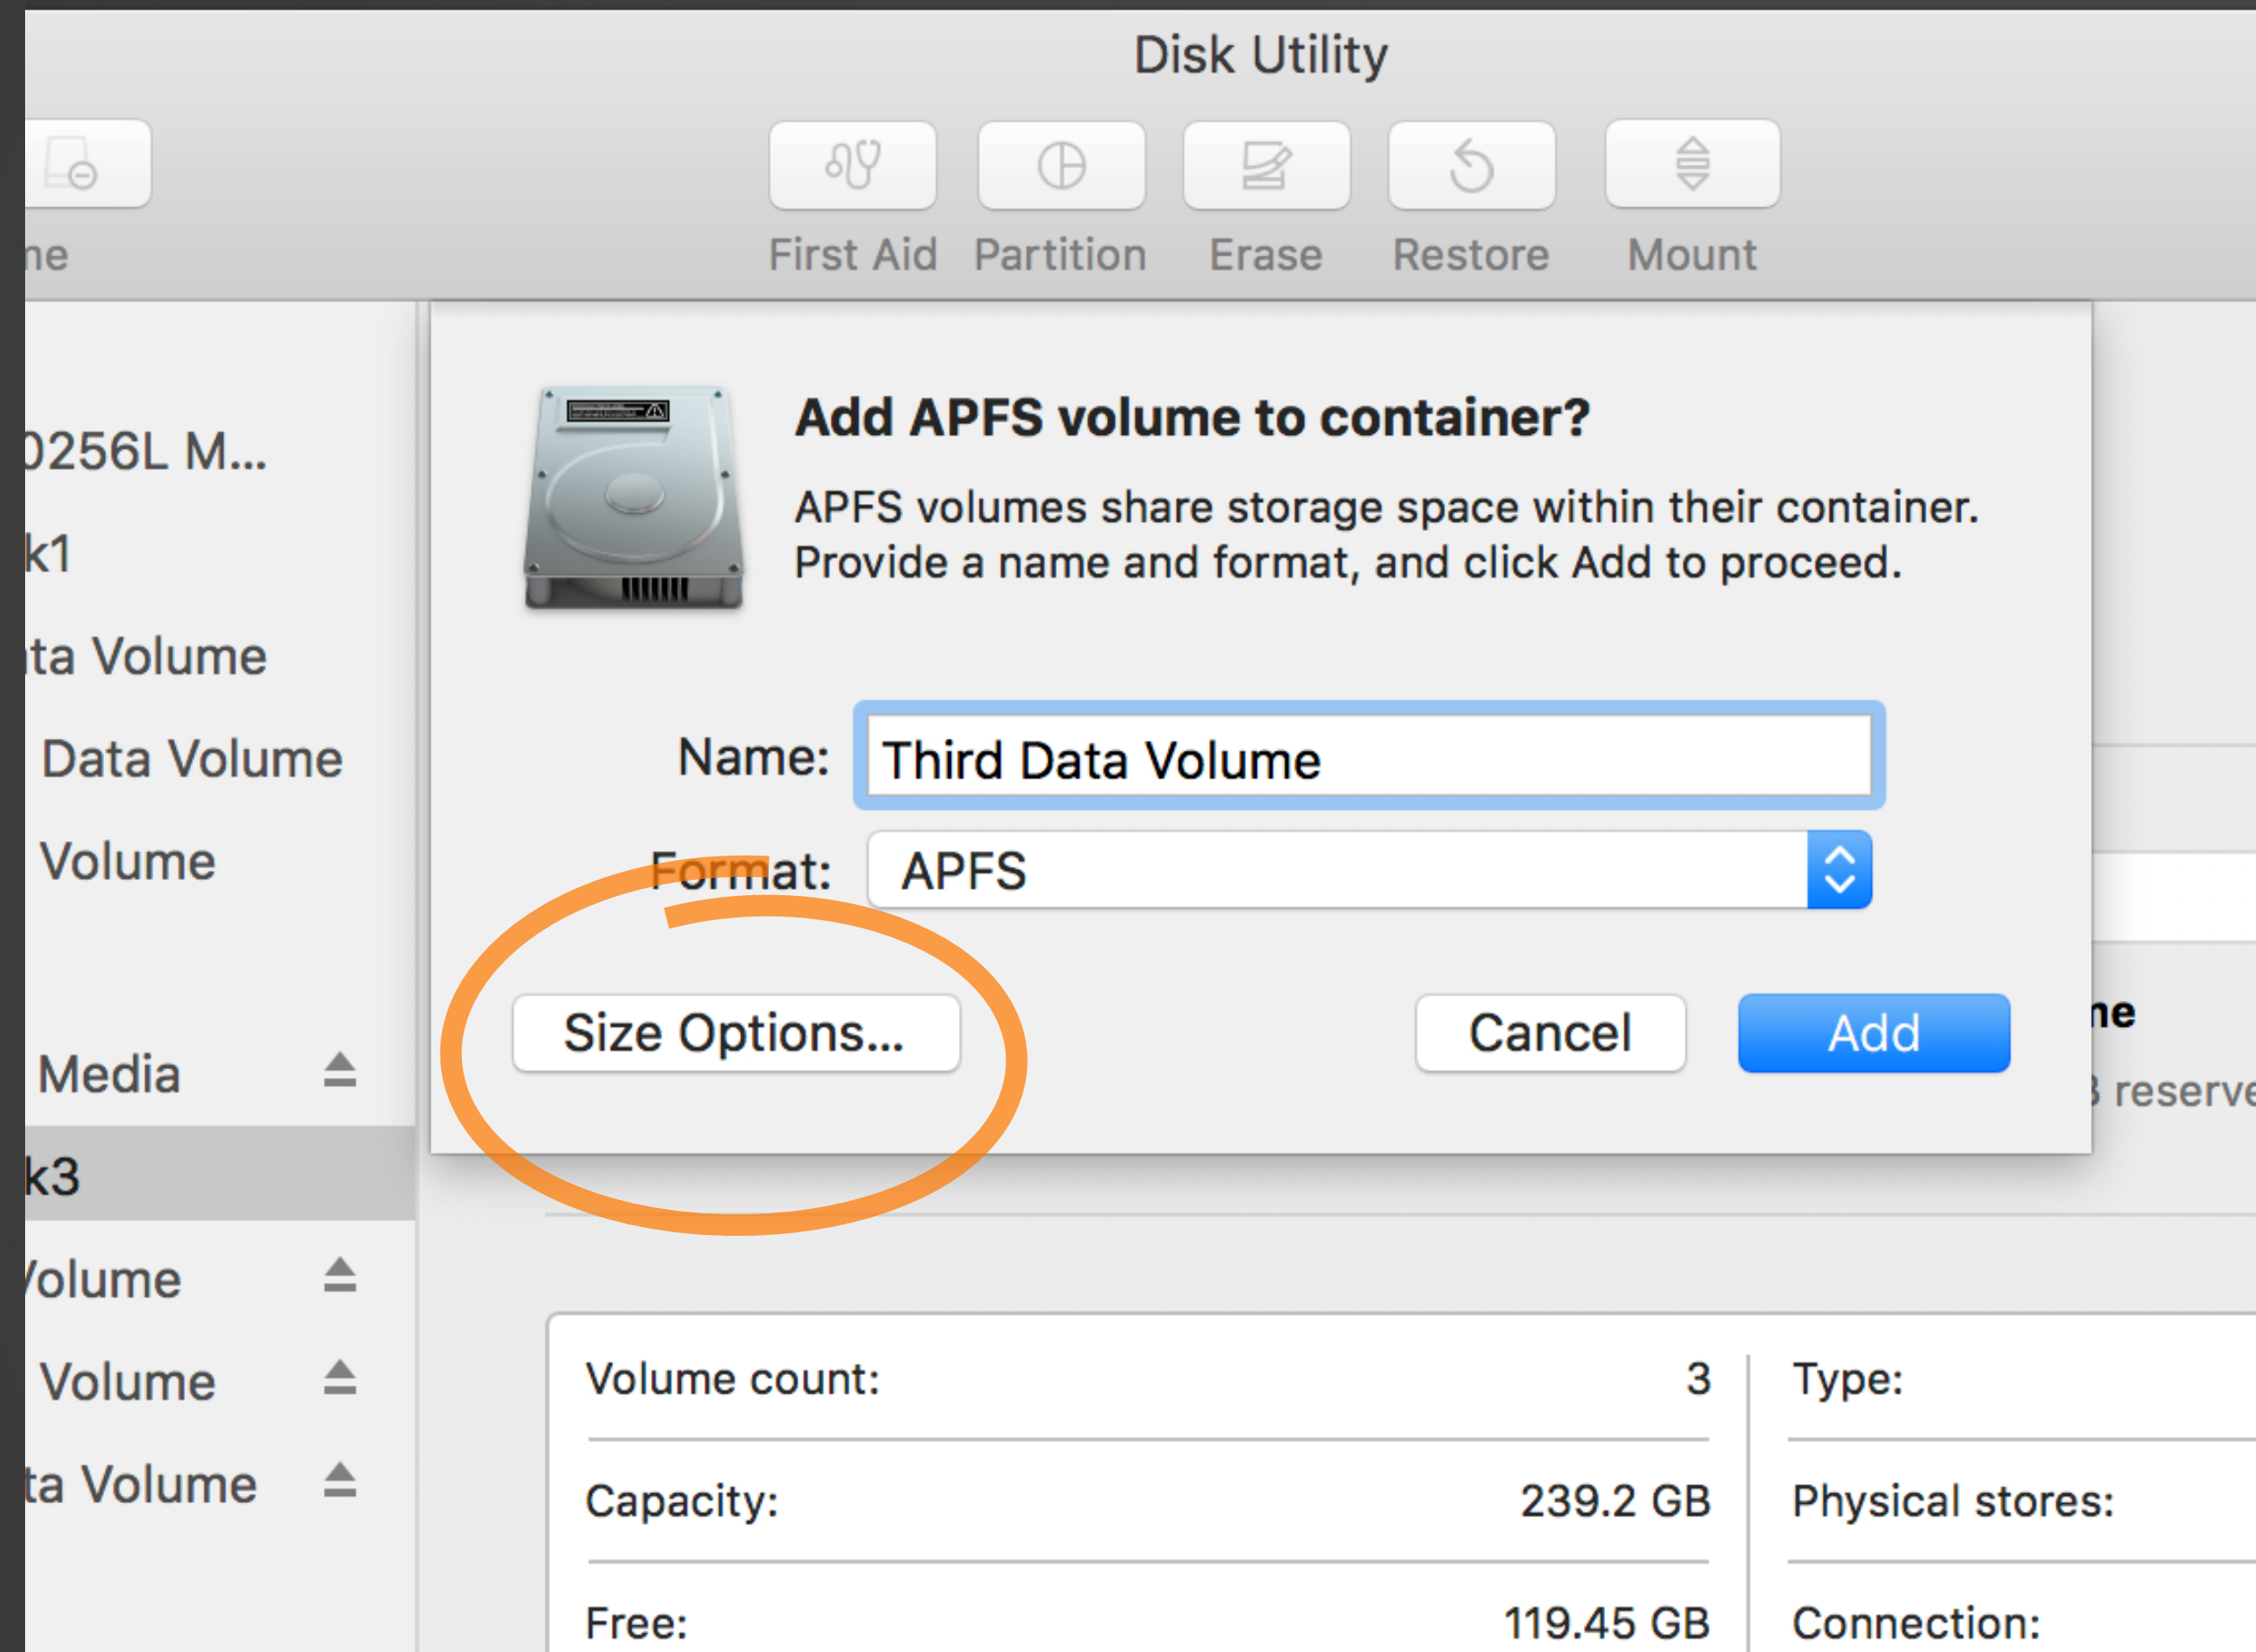 Disk Utility
First Aid Partition Erase Restore Mount
0256L M...
k1
ta Volume
Data Volume
Volume
Media
k3
Volume
Volume
ta Volume
Add APFS volume to container?
APFS volumes share storage space within their container.
Provide a name and format, and click Add to proceed.
Name: Third Data Volume
Format: APFS
Size Options... Cancel Add
reserve
Volume count: 3
Capacity: 239.2 GB
Free: 119.45 GB
Type:
Physical stores:
Connection: